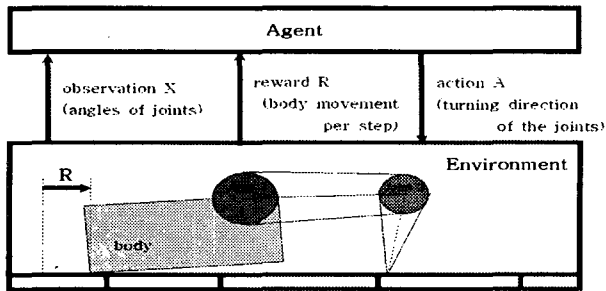 Agent
observation X
(angles of joints)
reward R
(body movement
per step)
action A
(turning direction
of the joints)
Environment
R
body